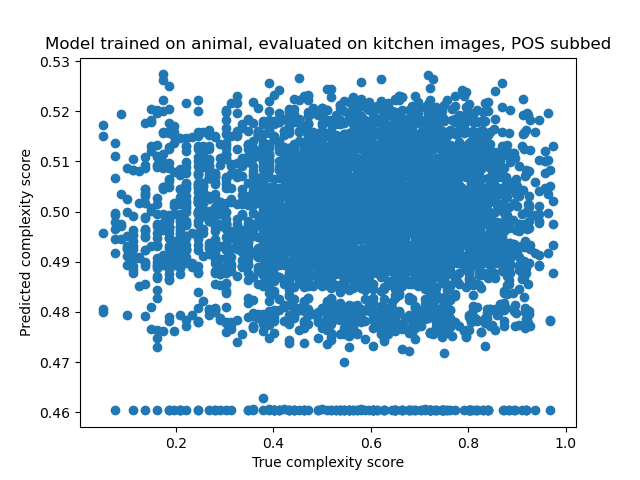 Model trained on animal, evaluated on kitchen images, POS subbed
0.53
0.52
0.51
0.50
0.49
0.48
0.47
0.46
Predicted complexity score
0.2 0.4 0.6 0.8 1.0
True complexity score